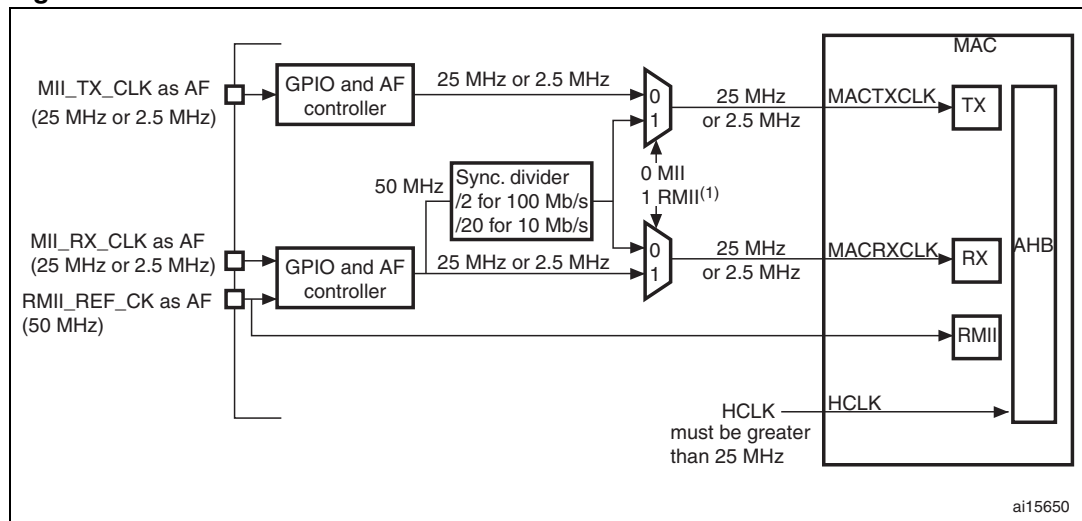 MAC
MII_TX_CLK as AF
(25 MHz or 2.5 MHz)
GPIO and AF
controller
25 MHz or 2.5 MHz
0
1
25 MHz
or 2.5 MHz
MACTXCLK
TX
50 MHz
Sync. divider
/2 for 100 Mb/s
/20 for 10 Mb/s
0 MII
1 RMII(1)
MII_RX_CLK as AF
(25 MHz or 2.5 MHz)
RMII_REF_CK as AF
(50 MHz)
GPIO and AF
controller
25 MHz or 2.5 MHz
0
1
25 MHz
or 2.5 MHz
MACRXCLK
RX
AHB
RMII
HCLK
must be greater
than 25 MHz
HCLK
ai15650